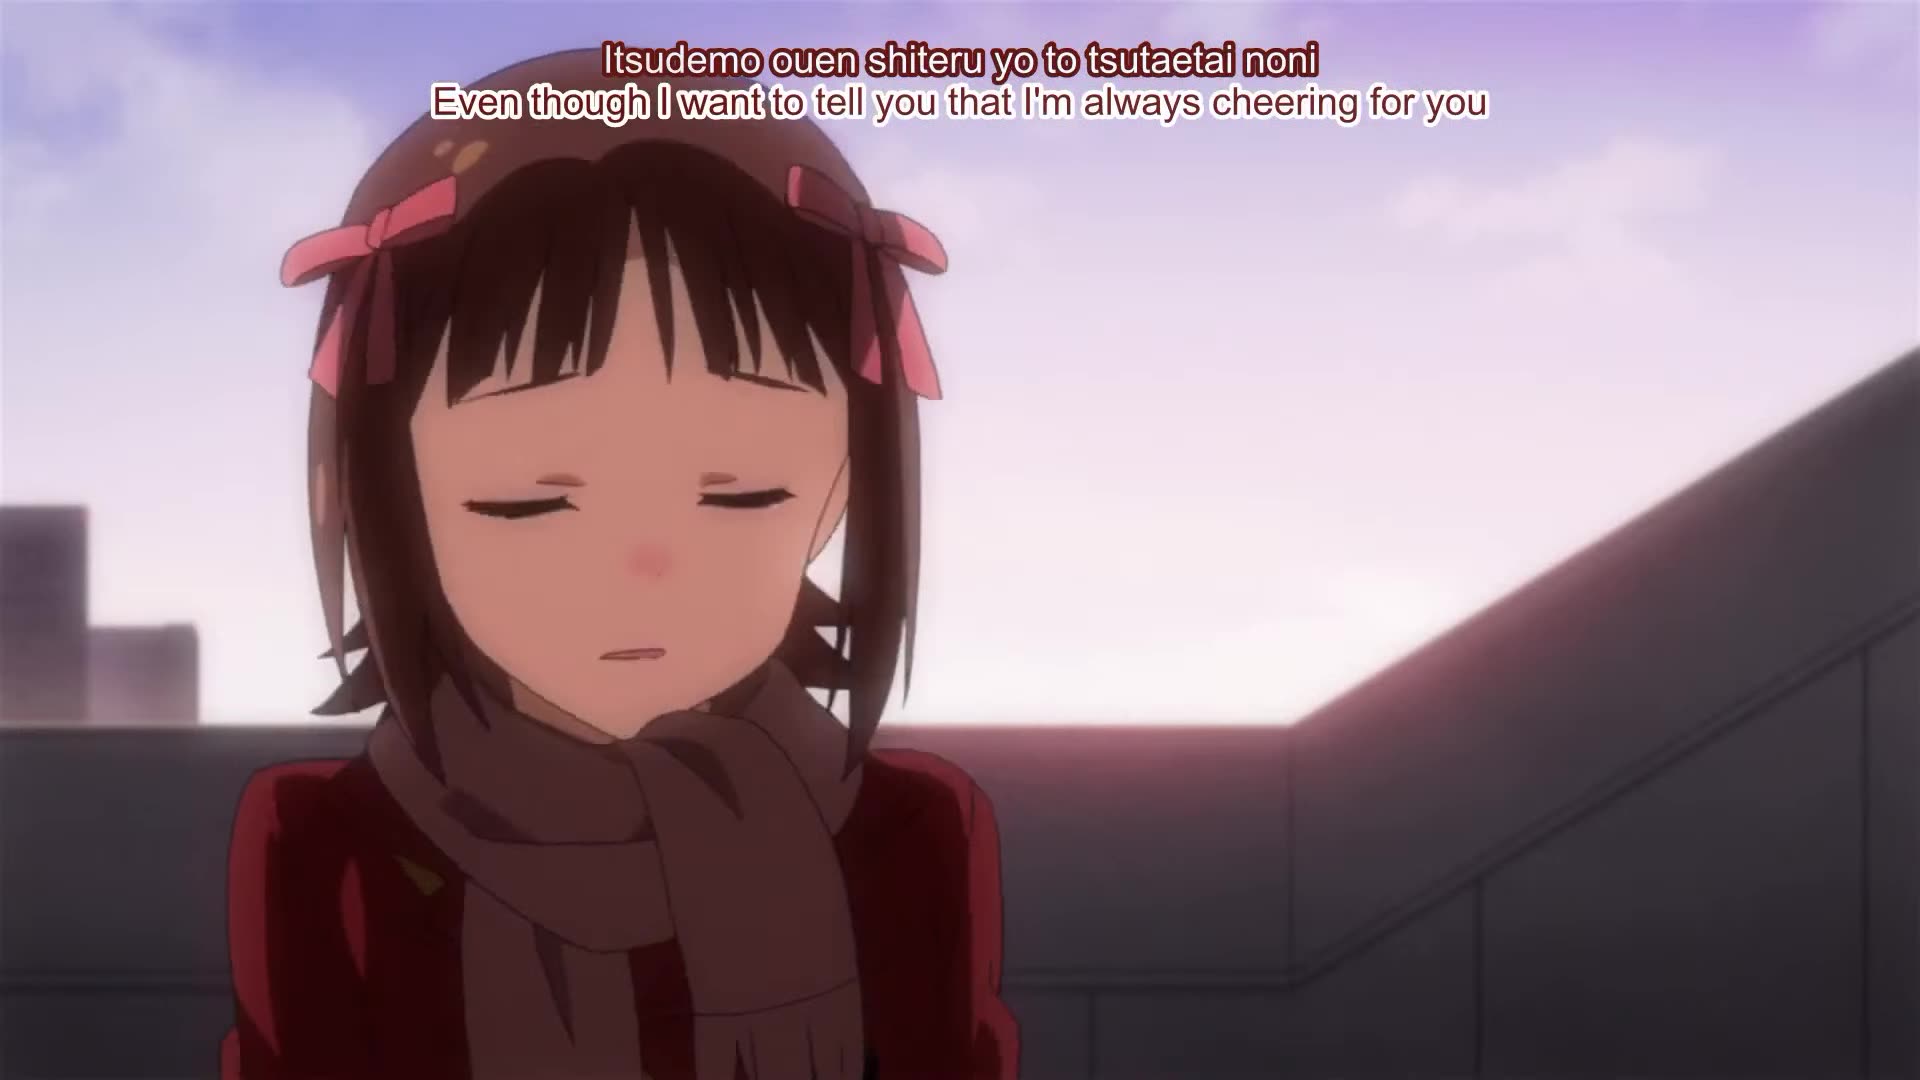 Itsudemo ouen shiteru yo to tsutaetai noni
Even though I want to tell you that I'm always cheering for you